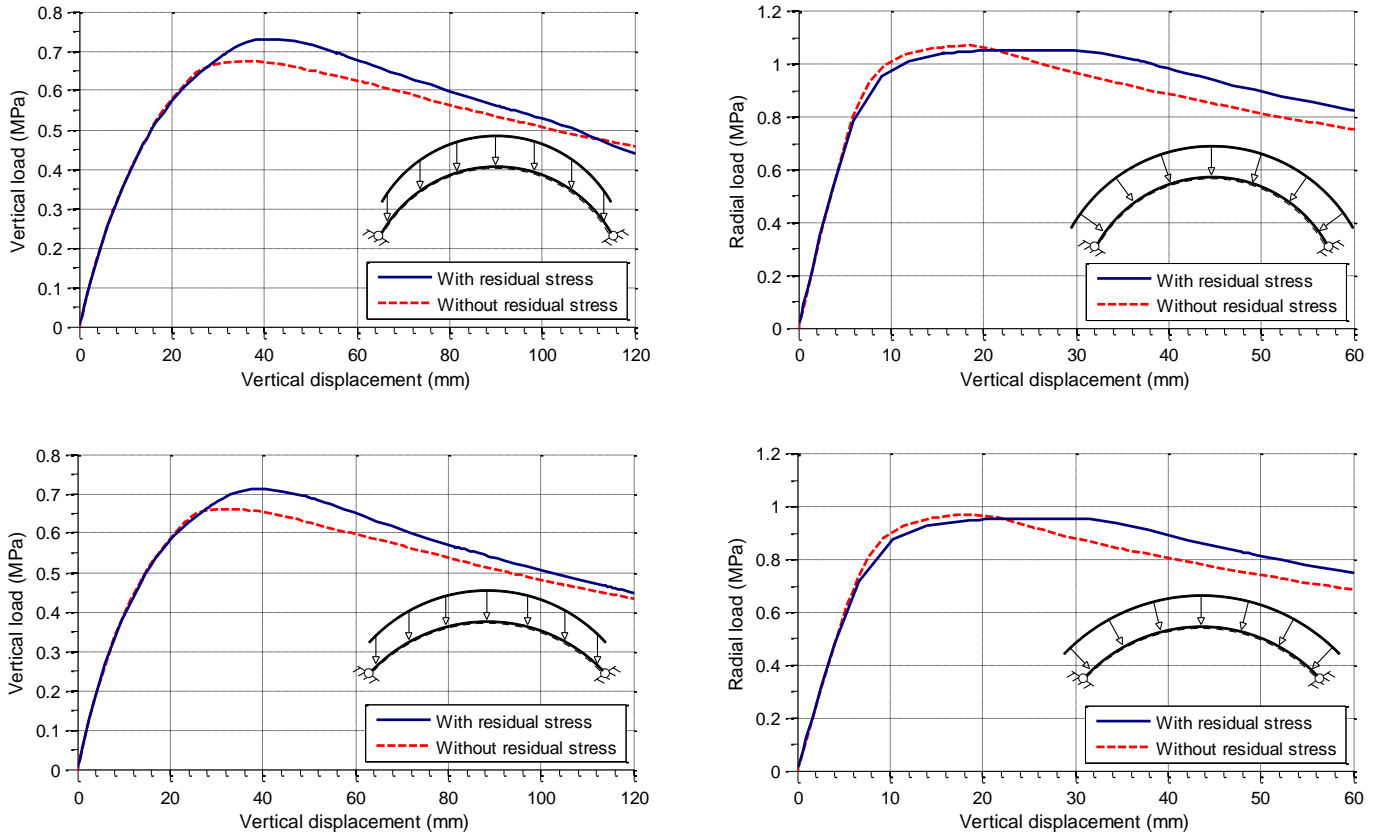 0.8
0.7
0.6
0.5
0.4
0.3
0.2
0.1
0
Vertical load (MPa)
With residual stress
Without residual stress
0 20 40 60 80 100 120
Vertical displacement (mm)
1.2
1
0.8
0.6
0.4
0.2
0
Radial load (MPa)
With residual stress
Without residual stress
0 10 20 30 40 50 60
Vertical displacement (mm)
0.8
0.7
0.6
0.5
0.4
0.3
0.2
0.1
0
Vertical load (MPa)
With residual stress
Without residual stress
0 20 40 60 80 100 120
Vertical displacement (mm)
1.2
1
0.8
0.6
0.4
0.2
0
Radial load (MPa)
With residual stress
Without residual stress
0 10 20 30 40 50 60
Vertical displacement (mm)